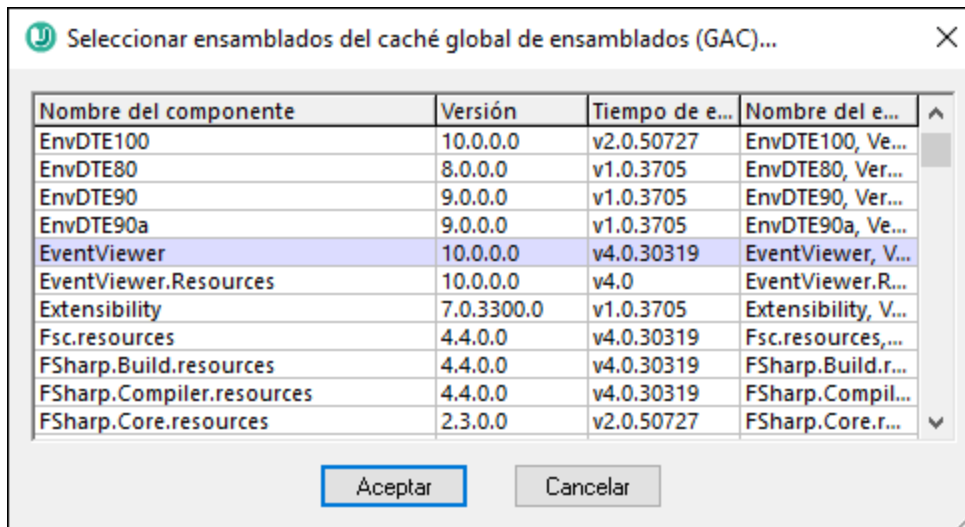 Seleccionar ensamblados del caché global de ensamblados (GAC)...
Nombre del componente Versión Tiempo de e... Nombre del e...
EnvDTE100 10.0.0.0 v2.0.50727 EnvDTE100, Ve...
EnvDTE80 8.0.0.0 v1.0.3705 EnvDTE80, Ver...
EnvDTE90 9.0.0.0 v1.0.3705 EnvDTE90, Ver...
EnvDTE90a 9.0.0.0 v1.0.3705 EnvDTE90a, Ve...
EventViewer 10.0.0.0 v4.0.30319 EventViewer, V...
EventViewer.Resources 10.0.0.0 v4.0 EventViewer.R...
Extensibility 7.0.3300.0 v1.0.3705 Extensibility, V...
Fsc.resources 4.4.0.0 v4.0.30319 Fsc.resources,...
FSharp.Build.resources 4.4.0.0 v4.0.30319 FSharp.Build.r...
FSharp.Compiler.resources 4.4.0.0 v4.0.30319 FSharp.Compil...
FSharp.Core.resources 2.3.0.0 v2.0.50727 FSharp.Core.r...
Aceptar Cancelar